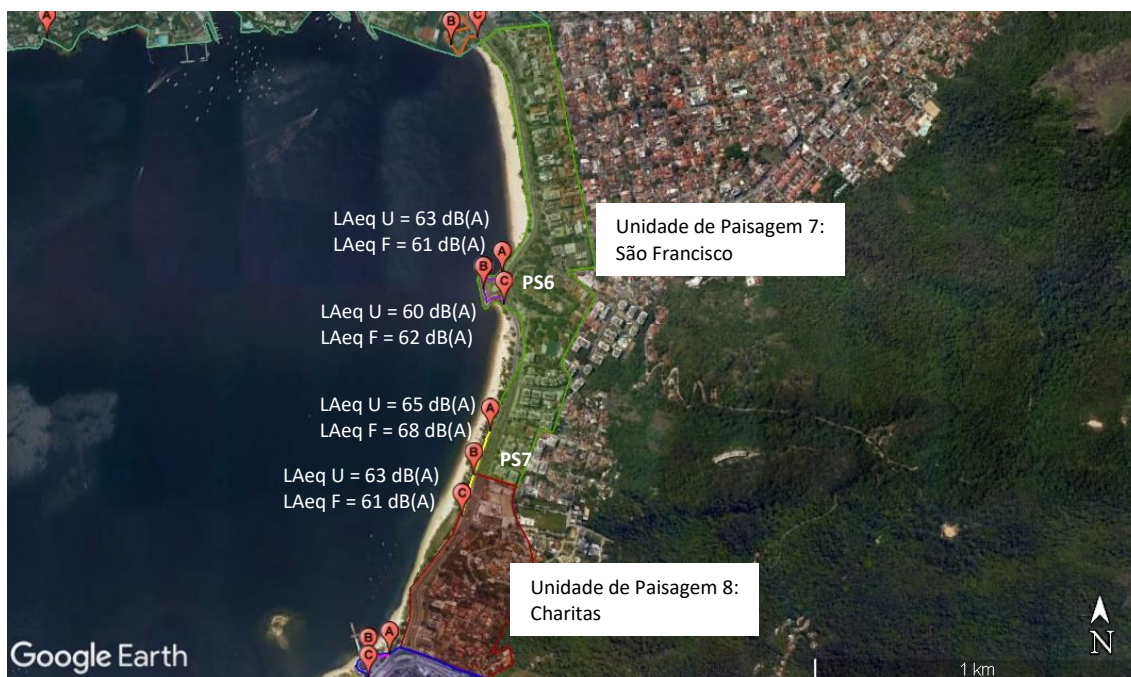 A
B
C
LAeq U = 63 dB(A)
LAeq F = 61 dB(A)
Unidade de Paisagem 7:
São Francisco
A
B
C
PS6
LAeq U = 60 dB(A)
LAeq F = 62 dB(A)
LAeq U = 65 dB(A)
LAeq F = 68 dB(A)
A
B
PS7
LAeq U = 63 dB(A)
LAeq F = 61 dB(A)
C
Unidade de Paisagem 8:
Charitas
A
B
C
Google Earth
N
1 km